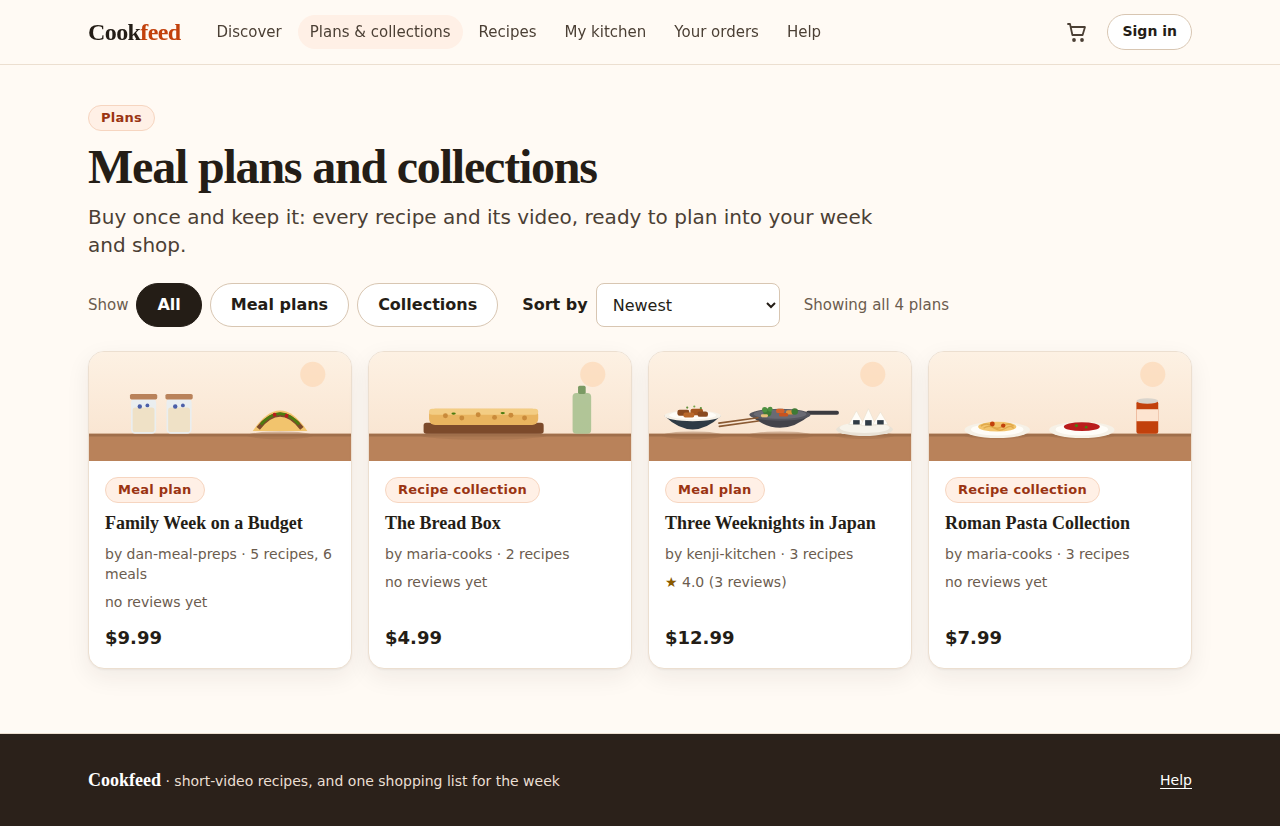 Cookfeed Discover Plans & collections Recipes My kitchen Your orders Help Sign in
Plans
Meal plans and collections
Buy once and keep it: every recipe and its video, ready to plan into your week
and shop.
Show All Meal plans Collections Sort by Newest Showing all 4 plans
Meal plan
Family Week on a Budget
by dan-meal-preps · 5 recipes, 6
meals
no reviews yet
$9.99
Recipe collection
The Bread Box
by maria-cooks · 2 recipes
no reviews yet
$4.99
Meal plan
Three Weeknights in Japan
by kenji-kitchen · 3 recipes
★ 4.0 (3 reviews)
$12.99
Recipe collection
Roman Pasta Collection
by maria-cooks · 3 recipes
no reviews yet
$7.99
Cookfeed · short-video recipes, and one shopping list for the week
Help